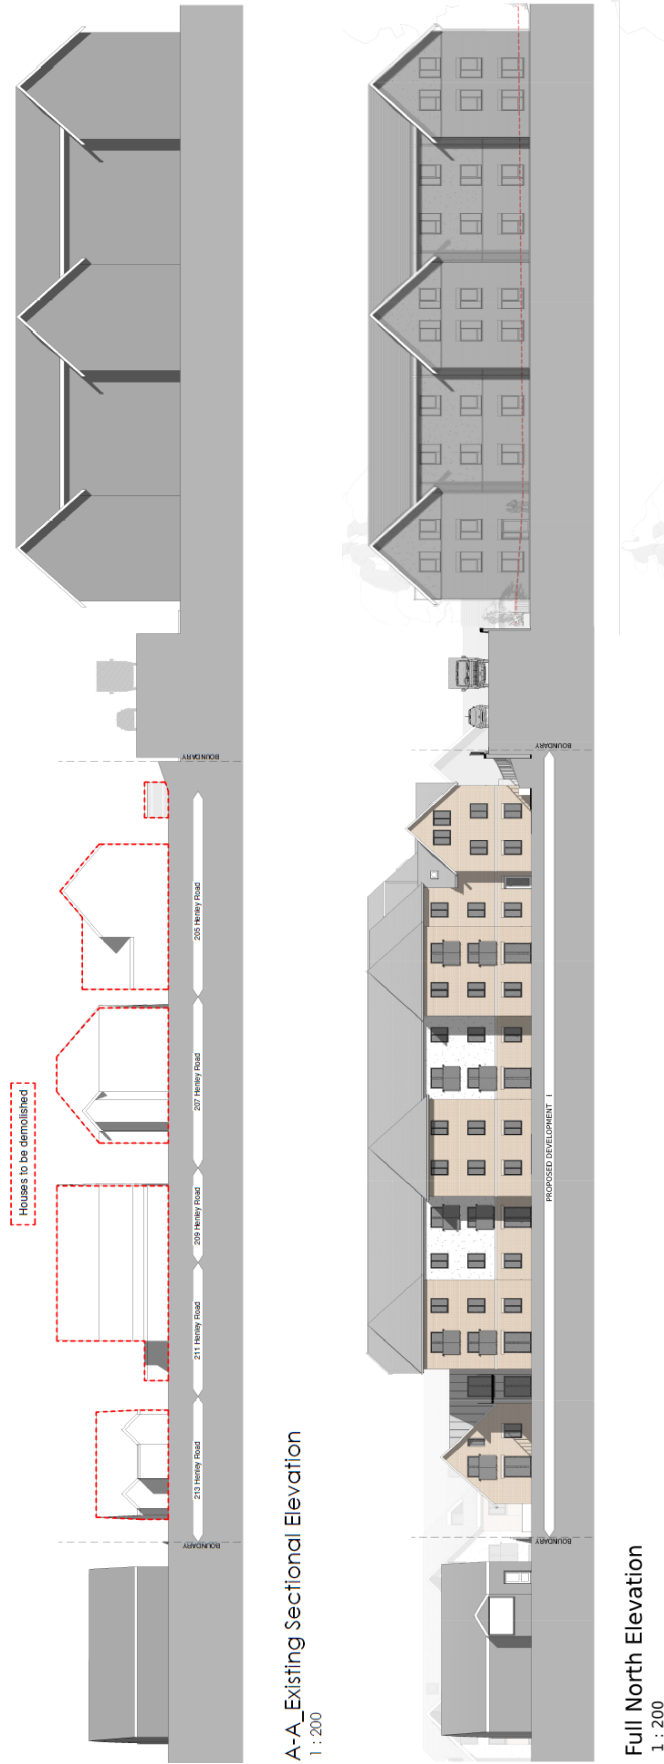 Houses to be demolished
BOUNDARY
213 Henley Road
211 Henley Road
209 Henley Road
207 Henley Road
205 Henley Road
BOUNDARY
A-A_Existing Sectional Elevation
1 : 200
BOUNDARY
PROPOSED DEVELOPMENT
BOUNDARY
Full North Elevation
1 : 200